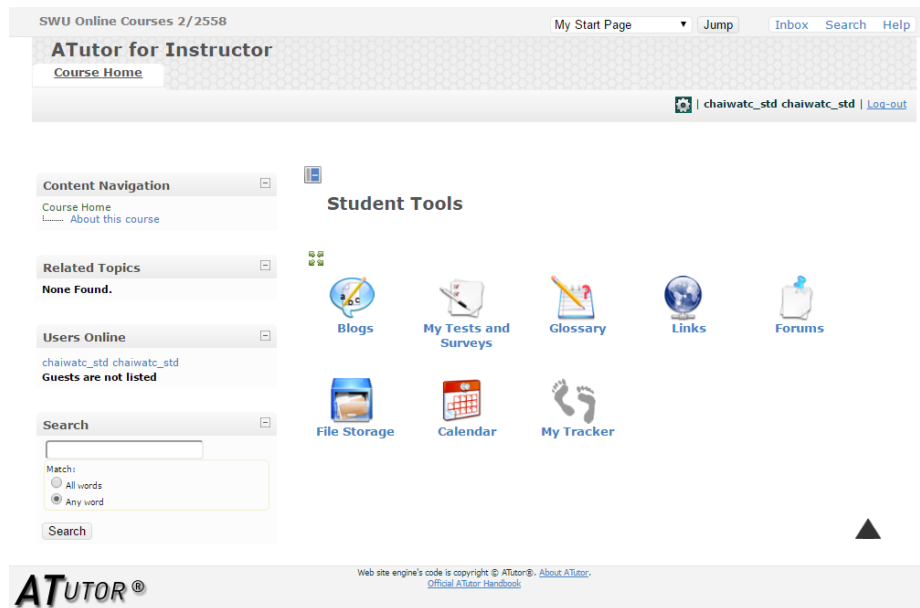 SWU Online Courses 2/2558
My Start Page
Jump
Inbox Search Help
ATutor for Instructor
Course Home
| chaiwatc_std chaiwatc_std | Log-out
Content Navigation
Course Home
About this course
Related Topics
None Found.
Users Online
chaiwatc_std chaiwatc_std
Guests are not listed
Search
Match:
All words
Any word
Search
Student Tools
Blogs
My Tests and
Surveys
Glossary
Links
Forums
File Storage
Calendar
My Tracker
ATUTOR ®
Web site engine's code is copyright © ATutor®. About ATutor.
Official ATutor Handbook